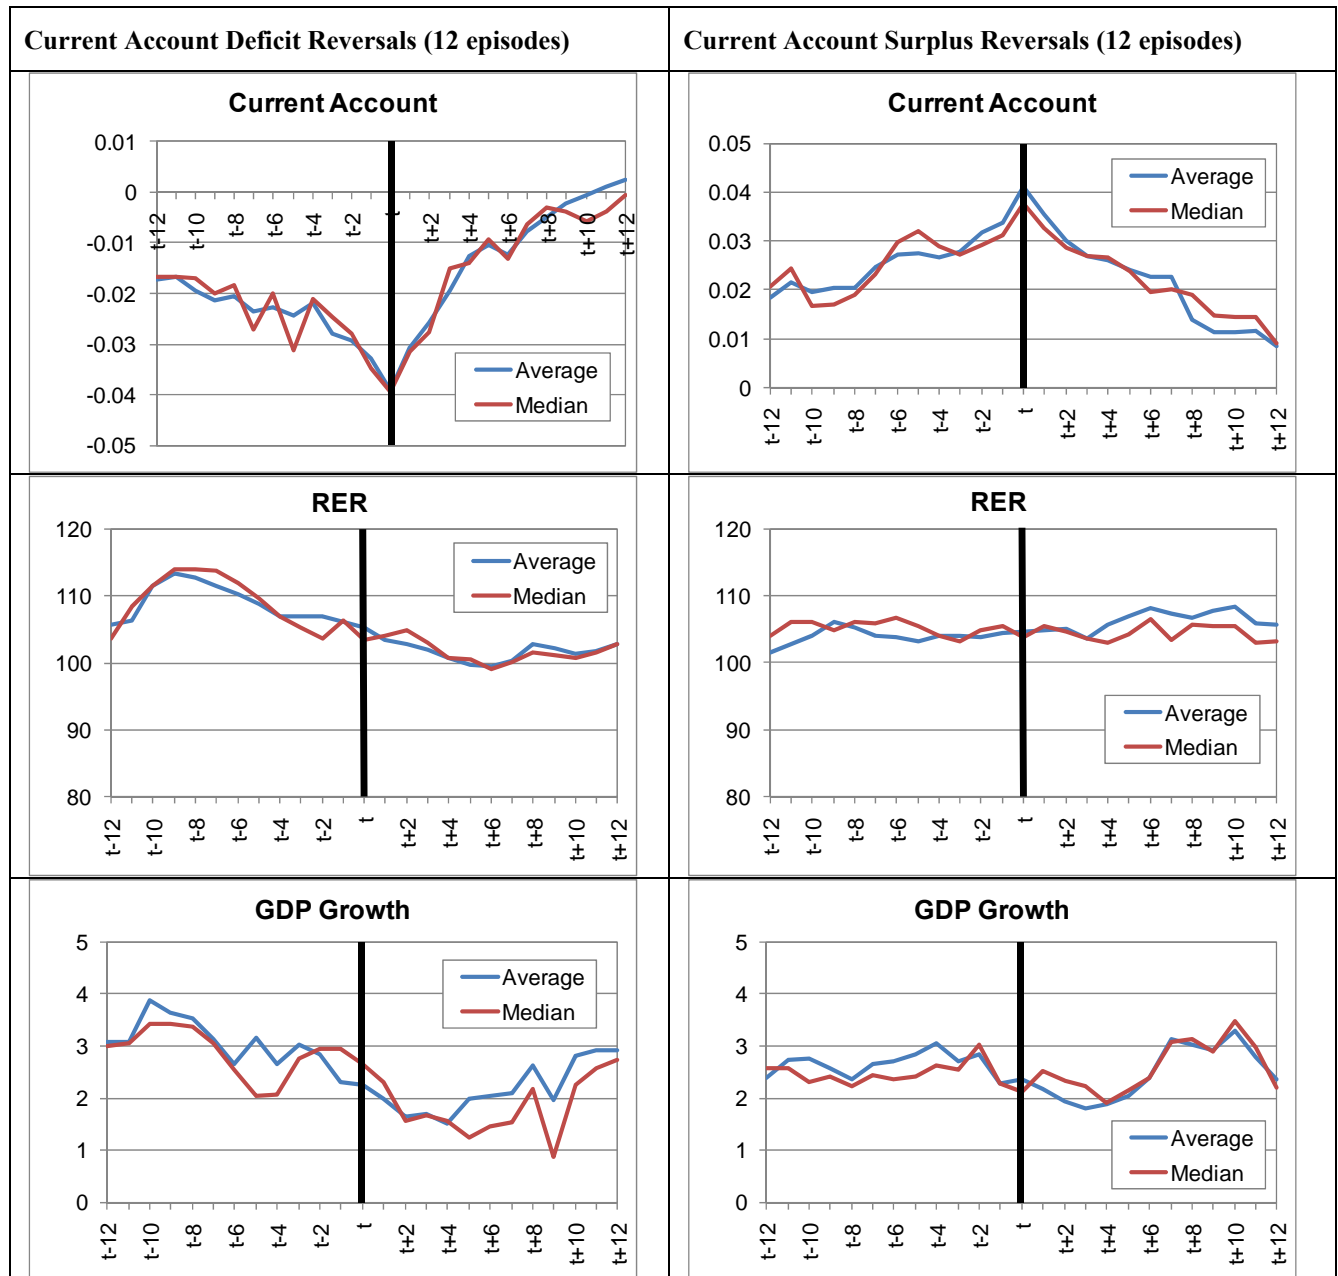 Current Account Deficit Reversals (12 episodes)
Current Account Surplus Reversals (12 episodes)
Current Account
0.01
0
-0.01
-0.02
-0.03
-0.04
-0.05
t-12
t-10
t-8
t-6
t-4
t-2
t
t+2
t+4
t+6
t+8
t+10
t+12
Average
Median
Current Account
0.05
0.04
0.03
0.02
0.01
0
t-12
t-10
t-8
t-6
t-4
t-2
t
t+2
t+4
t+6
t+8
t+10
t+12
Average
Median
RER
120
110
100
90
80
t-12
t-10
t-8
t-6
t-4
t-2
t
t+2
t+4
t+6
t+8
t+10
t+12
Average
Median
RER
120
110
100
90
80
t-12
t-10
t-8
t-6
t-4
t-2
t
t+2
t+4
t+6
t+8
t+10
t+12
Average
Median
GDP Growth
5
4
3
2
1
0
t-12
t-10
t-8
t-6
t-4
t-2
t
t+2
t+4
t+6
t+8
t+10
t+12
Average
Median
GDP Growth
5
4
3
2
1
0
t-12
t-10
t-8
t-6
t-4
t-2
t
t+2
t+4
t+6
t+8
t+10
t+12
Average
Median